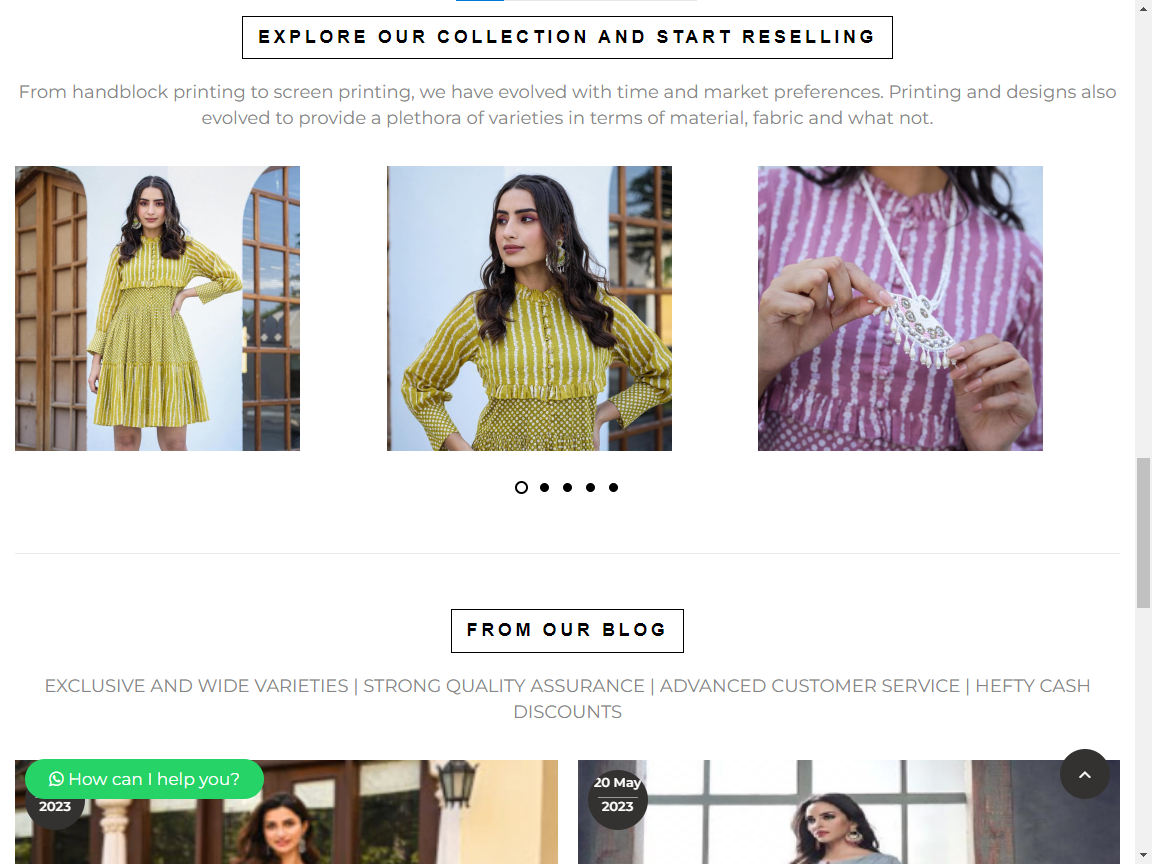 EXPLORE OUR COLLECTION AND START RESELLING
From handblock printing to screen printing, we have evolved with time and market preferences. Printing and designs also
evolved to provide a plethora of varieties in terms of material, fabric and what not.
FROM OUR BLOG
EXCLUSIVE AND WIDE VARIETIES | STRONG QUALITY ASSURANCE | ADVANCED CUSTOMER SERVICE | HEFTY CASH
DISCOUNTS
How can I help you?
2023
20 May
2023